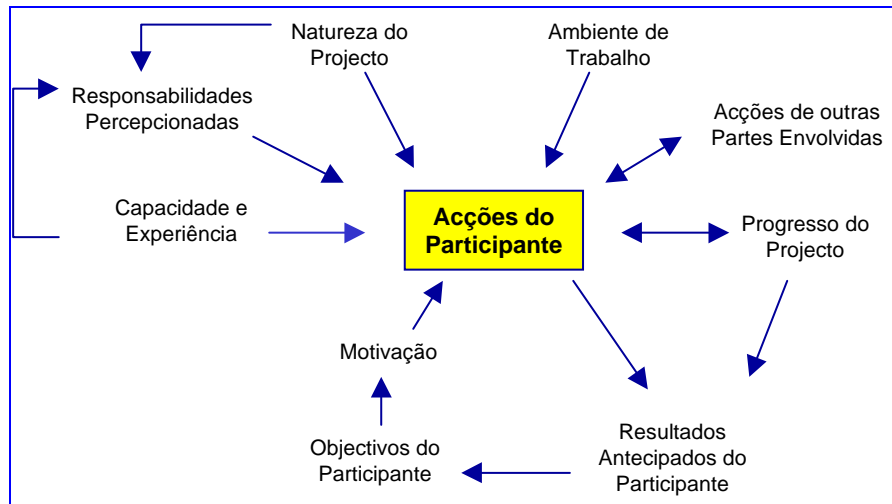 Natureza do
Projecto
Ambiente de
Trabalho
Responsabilidades
Percepcionadas
Acções de outras
Partes Envolvidas
Capacidade e
Experiência
Acções do
Participante
Progresso do
Projecto
Motivação
Objectivos do
Participante
Resultados
Antecipados do
Participante